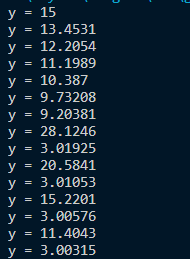 y = 15
y = 13.4531
y = 12.2054
y = 11.1989
y = 10.387
y = 9.73208
y = 9.20381
y = 28.1246
y = 3.01925
y = 20.5841
y = 3.01053
y = 15.2201
y = 3.00576
y = 11.4043
y = 3.00315